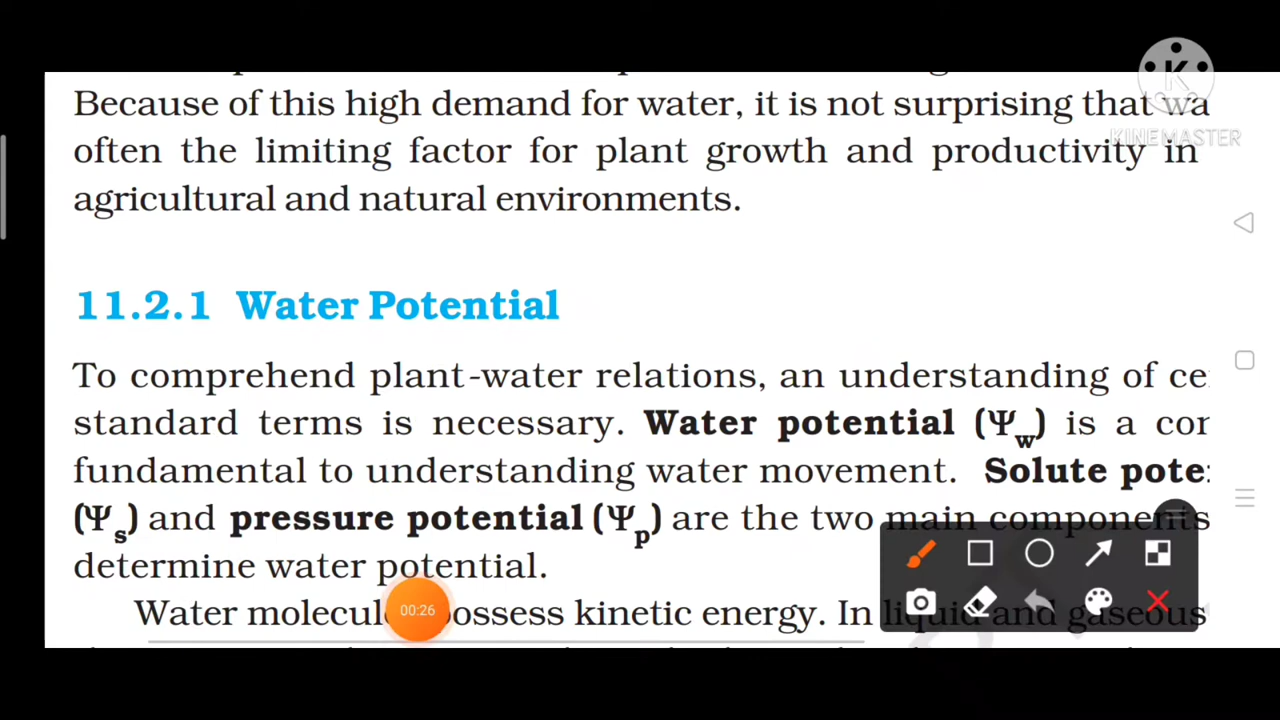 Because of this high demand for water, it is not surprising that wa
often the limiting factor for plant growth and productivity in
agricultural and natural environments.
11.2.1 Water Potential
To comprehend plant-water relations, an understanding of ce
standard terms is necessary. Water potential (Ψw) is a cor
fundamental to understanding water movement. Solute pote
(Ψs) and pressure potential (Ψp) are the two main components
determine water potential.
Water molecul possess kinetic energy. In liquid and gaseous
K
KINEMASTER
00:26